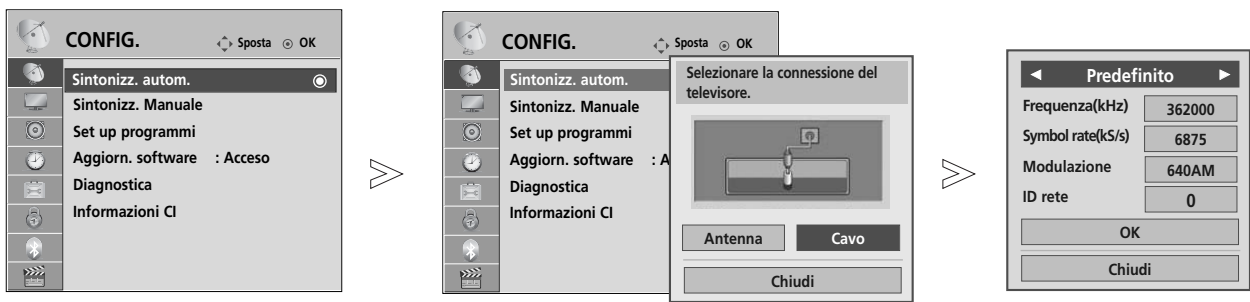 CONFIG.
Sposta OK
Sintonizz. autom.
Sintonizz. Manuale
Set up programmi
Aggiorn. software : Acceso
Diagnostica
Informazioni CI
CONFIG.
Sposta OK
Sintonizz. autom.
Sintonizz. Manuale
Set up programmi
Aggiorn. software : A
Diagnostica
Informazioni CI
Selezionare la connessione del
televisore.
Antenna Cavo
Chiudi
Predefinito
Frequenza(kHz) 362000
Symbol rate(kS/s) 6875
Modulazione 640AM
ID rete 0
OK
Chiudi